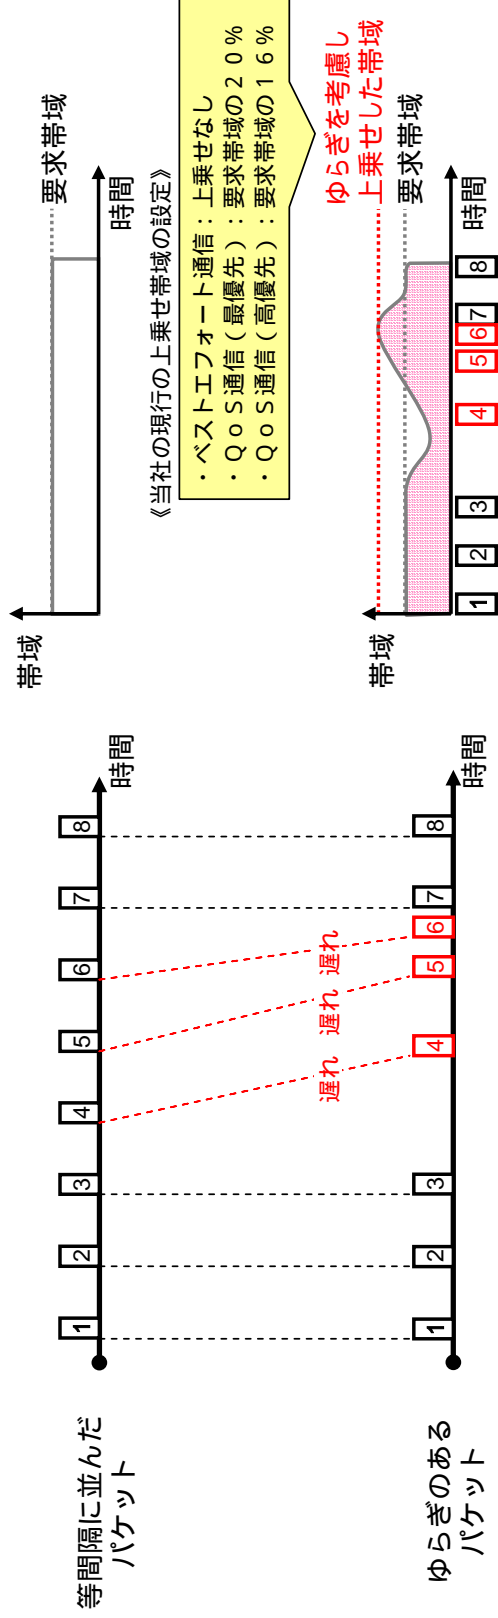 等間隔に並んだ
パケット
1
2
3
4
5
6
7
8
時間
遅れ
遅れ
遅れ
ゆらぎのある
パケット
1
2
3
4
5
6
7
8
時間
帯域
要求帯域
時間
《当社の現行の上乗せ帯域の設定》
・ベストエフォート通信：上乗せなし
・QoS通信（最優先）：要求帯域の20％
・QoS通信（高優先）：要求帯域の16％
ゆらぎを考慮し
上乗せした帯域
要求帯域
帯域
時間
1
2
3
4
5
6
7
8